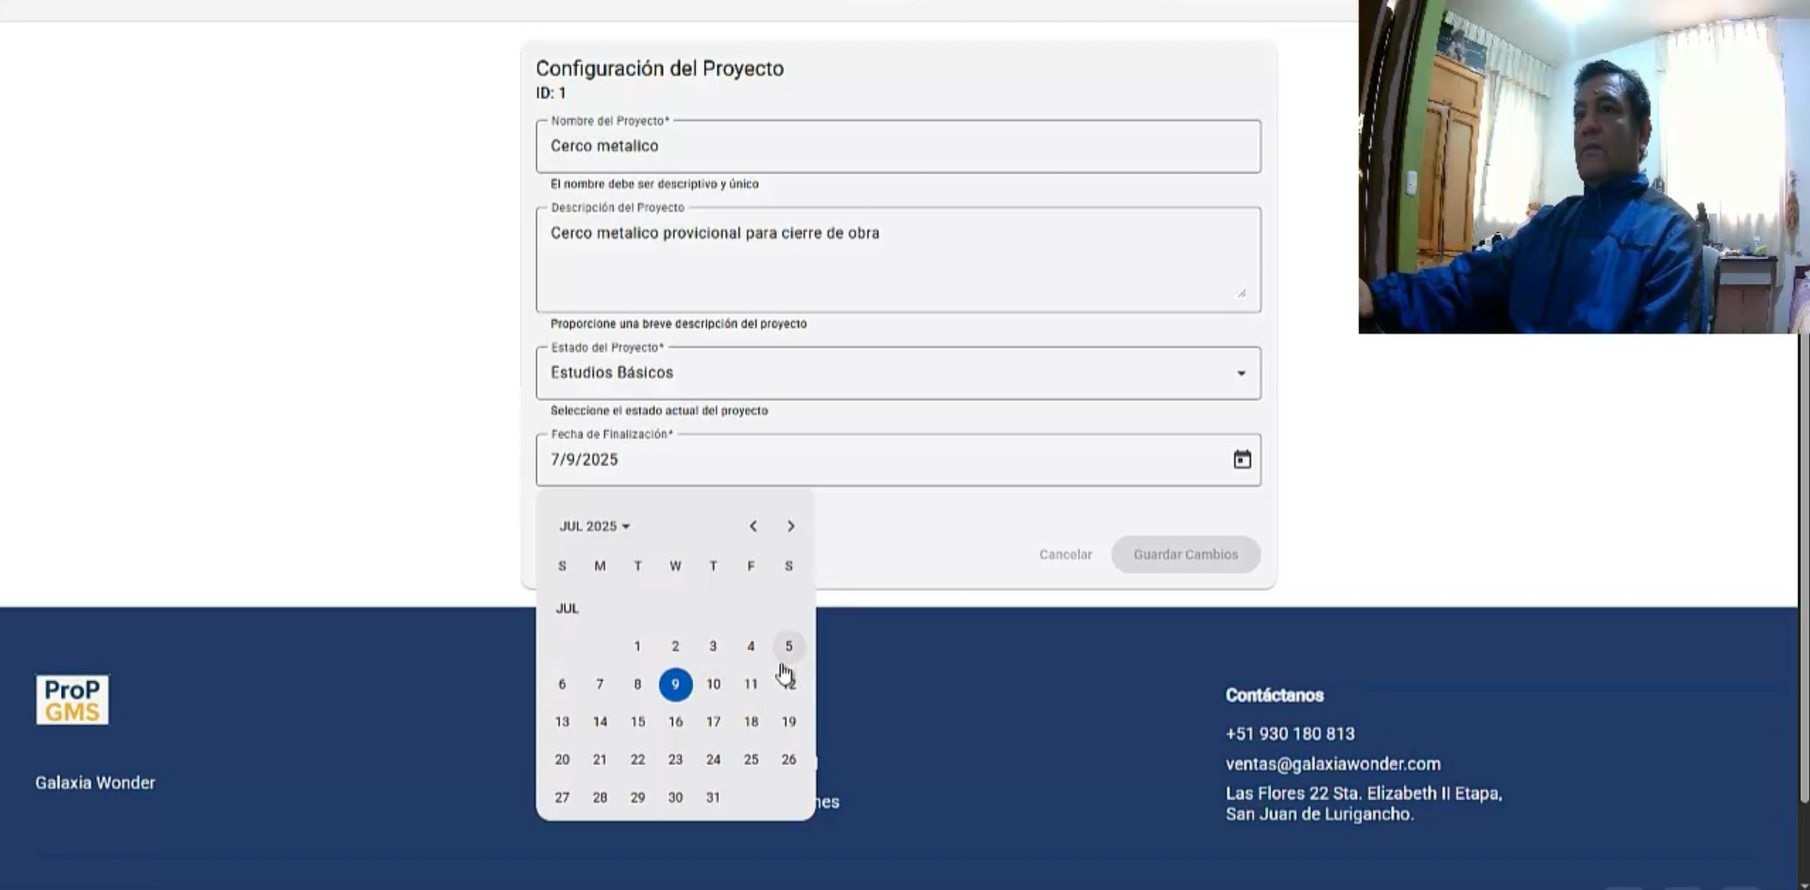 Configuración del Proyecto
ID: 1
Nombre del Proyecto*
Cerco metalico
El nombre debe ser descriptivo y único
Descripción del Proyecto
Cerco metalico provicional para cierre de obra
Proporcione una breve descripción del proyecto
Estado del Proyecto*
Estudios Básicos
Seleccione el estado actual del proyecto
Fecha de Finalización*
7/9/2025
JUL 2025
S M T W T F S
JUL
1 2 3 4 5
6 7 8 9 10 11 12
13 14 15 16 17 18 19
20 21 22 23 24 25 26
27 28 29 30 31
Cancelar
Guardar Cambios
ProP
GMS
Galaxia Wonder
nes
Contáctanos
+51 930 180 813
ventas@galaxiawonder.com
Las Flores 22 Sta. Elizabeth II Etapa,
San Juan de Lurigancho.